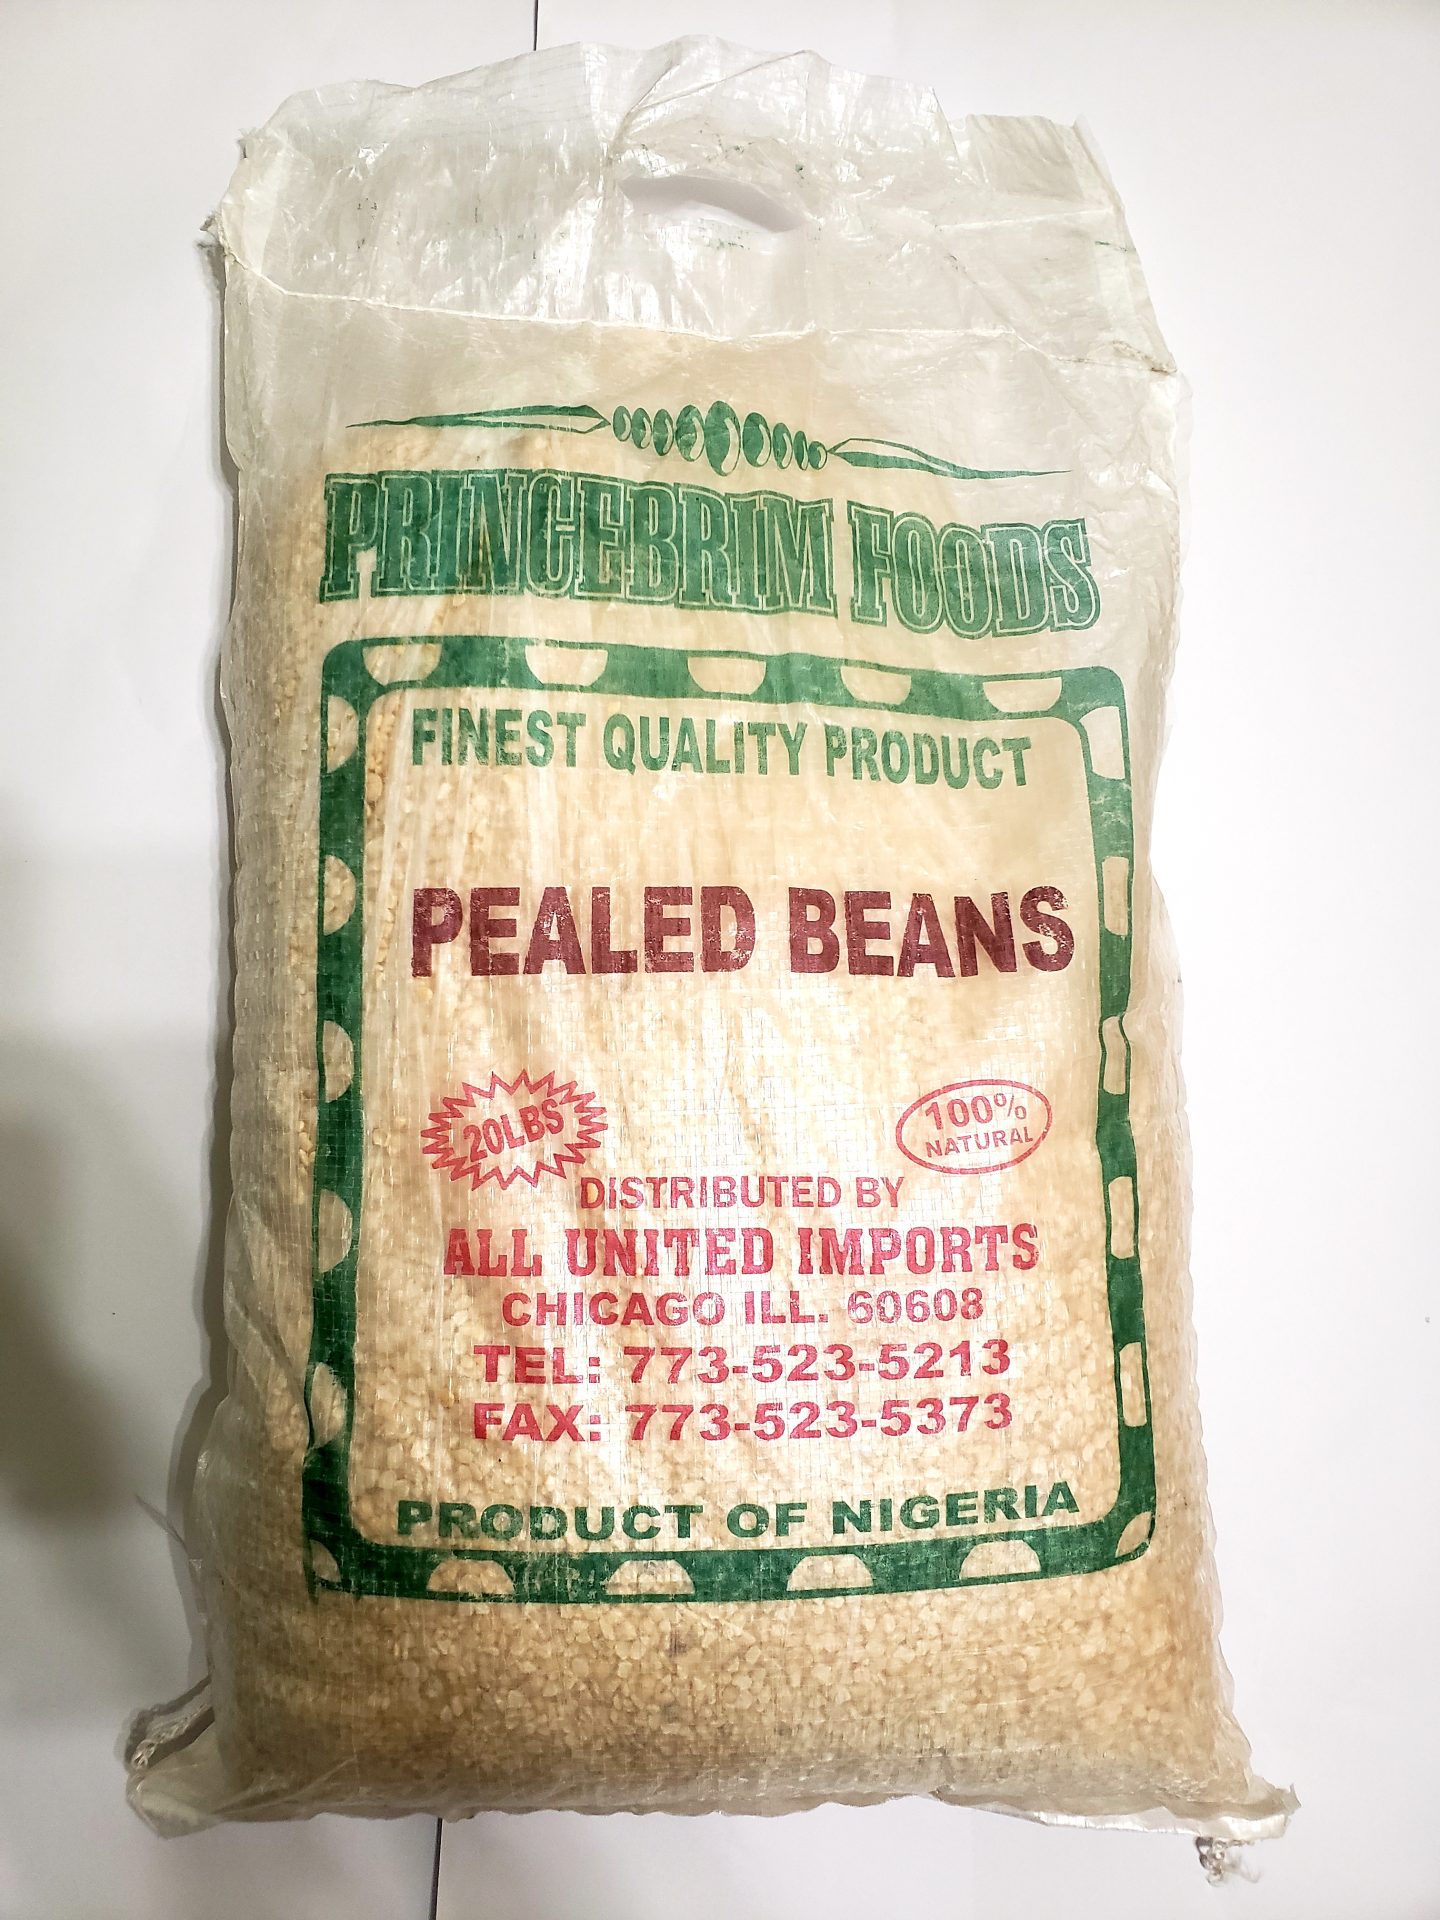 PRINCEBRIM FOODS
FINEST QUALITY PRODUCT
PEALED BEANS
20LBS
100% NATURAL
DISTRIBUTED BY
ALL UNITED IMPORTS
CHICAGO ILL. 60608
TEL: 773-523-5213
FAX: 773-523-5373
PRODUCT OF NIGERIA